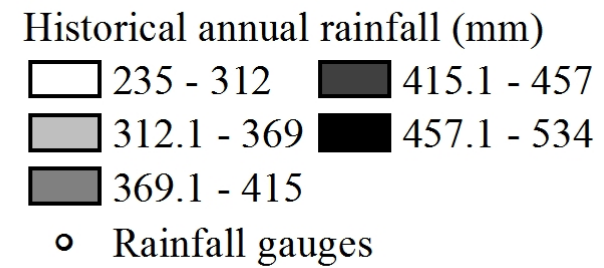 Historical annual rainfall (mm)
235 - 312
312.1 - 369
369.1 - 415
415.1 - 457
457.1 - 534
Rainfall gauges